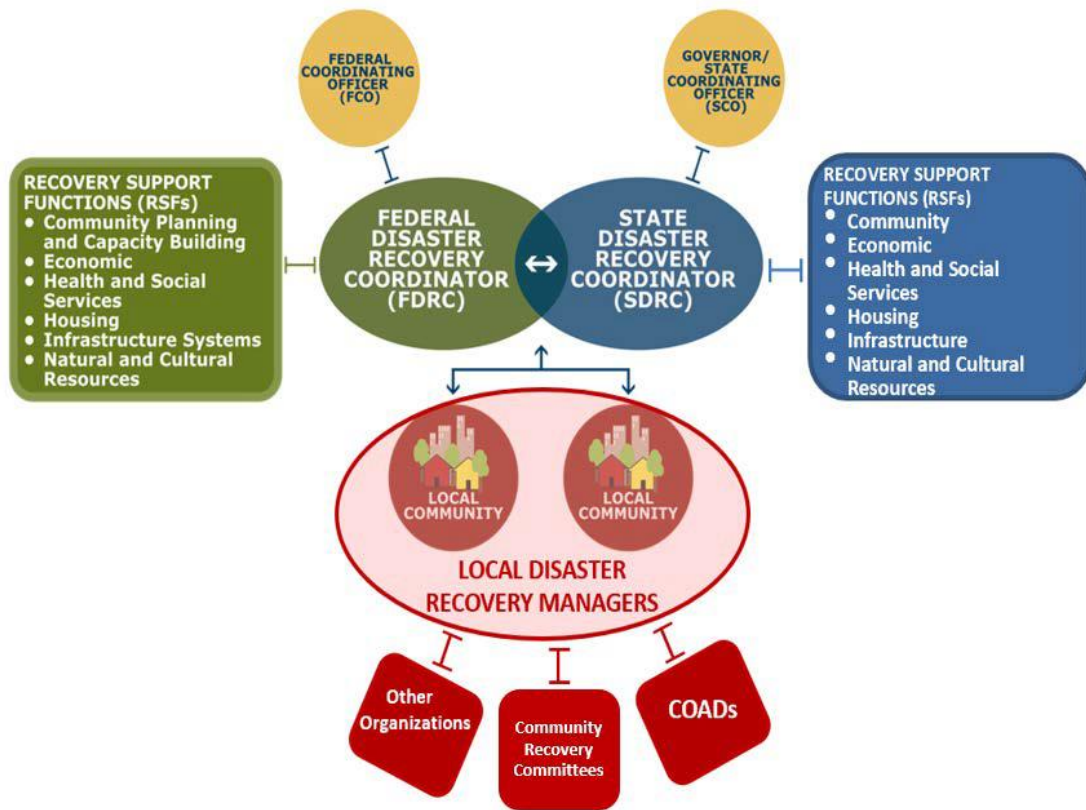 FEDERAL
COORDINATING
OFFICER
(FCO)
GOVERNOR/
STATE
COORDINATING
OFFICER
(SCO)
RECOVERY SUPPORT
FUNCTIONS (RSFs)
● Community Planning
and Capacity Building
● Economic
● Health and Social
Services
● Housing
● Infrastructure Systems
● Natural and Cultural
Resources
FEDERAL
DISASTER
RECOVERY
COORDINATOR
(FDRC)
STATE
DISASTER
RECOVERY
COORDINATOR
(SDRC)
RECOVERY SUPPORT
FUNCTIONS (RSFs)
● Community
● Economic
● Health and Social
Services
● Housing
● Infrastructure
● Natural and Cultural
Resources
LOCAL
COMMUNITY
LOCAL
COMMUNITY
LOCAL DISASTER
RECOVERY MANAGERS
Other
Organizations
Community
Recovery
Committees
COADs